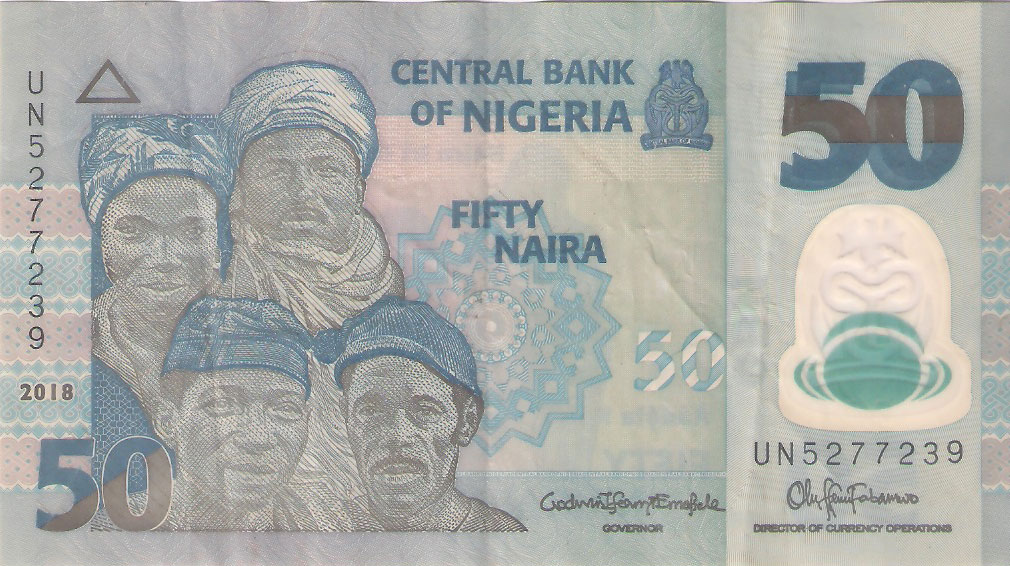 UN5277239
2018
50
CENTRAL BANK
OF NIGERIA
FIFTY
NAIRA
50
50
UN5277239
GOVERNOR
DIRECTOR OF CURRENCY OPERATIONS